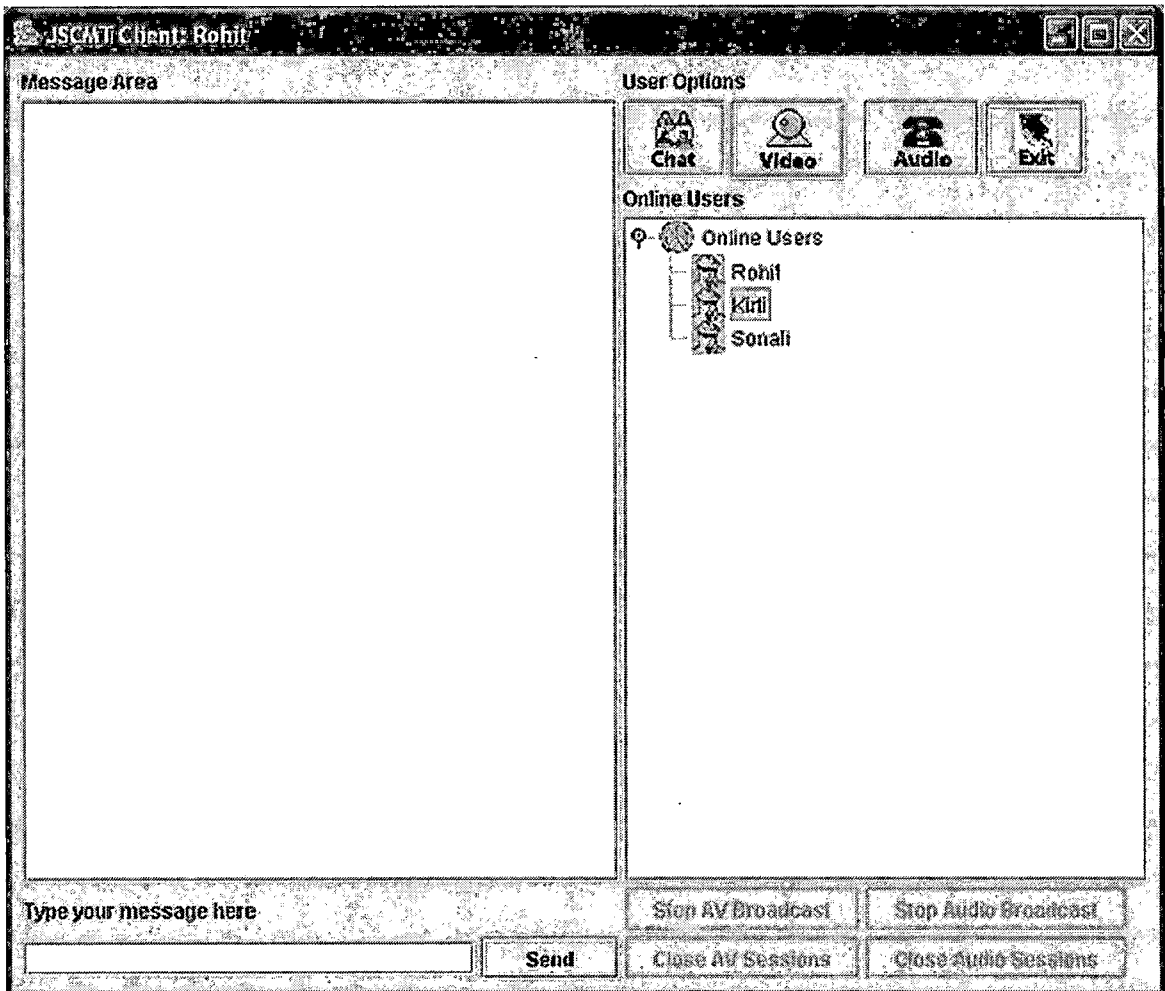 JSCMT Client: Rohit
Message Area
User Options
Chat
Video
Audio
Exit
Online Users
Online Users
Rohit
Kirti
Sonali
Type your message here
Send
Stop AV Broadcast
Stop Audio Broadcast
Close AV Sessions
Close Audio Sessions